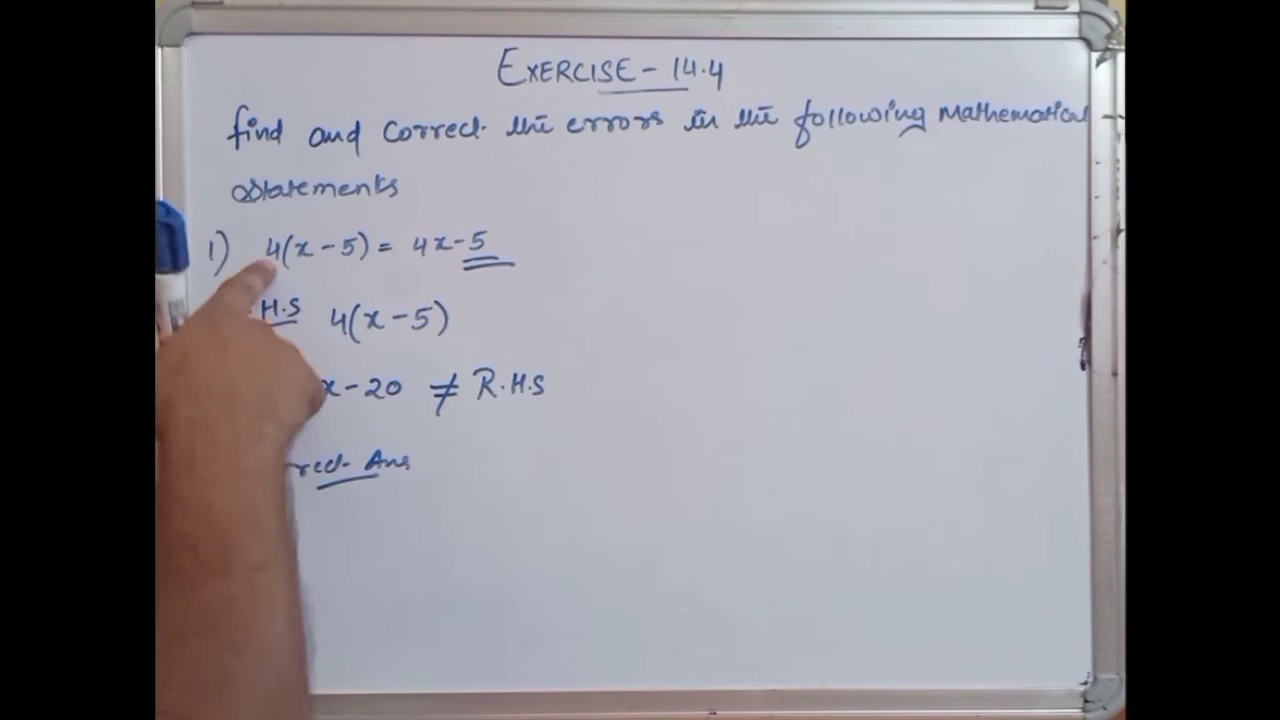 EXERCISE - 14.4
find and correct the errors in the following Mathematical
statements
1) 4(x-5) = 4x-5
H.S 4(x-5)
x-20 ≠ R.H.S
Ans